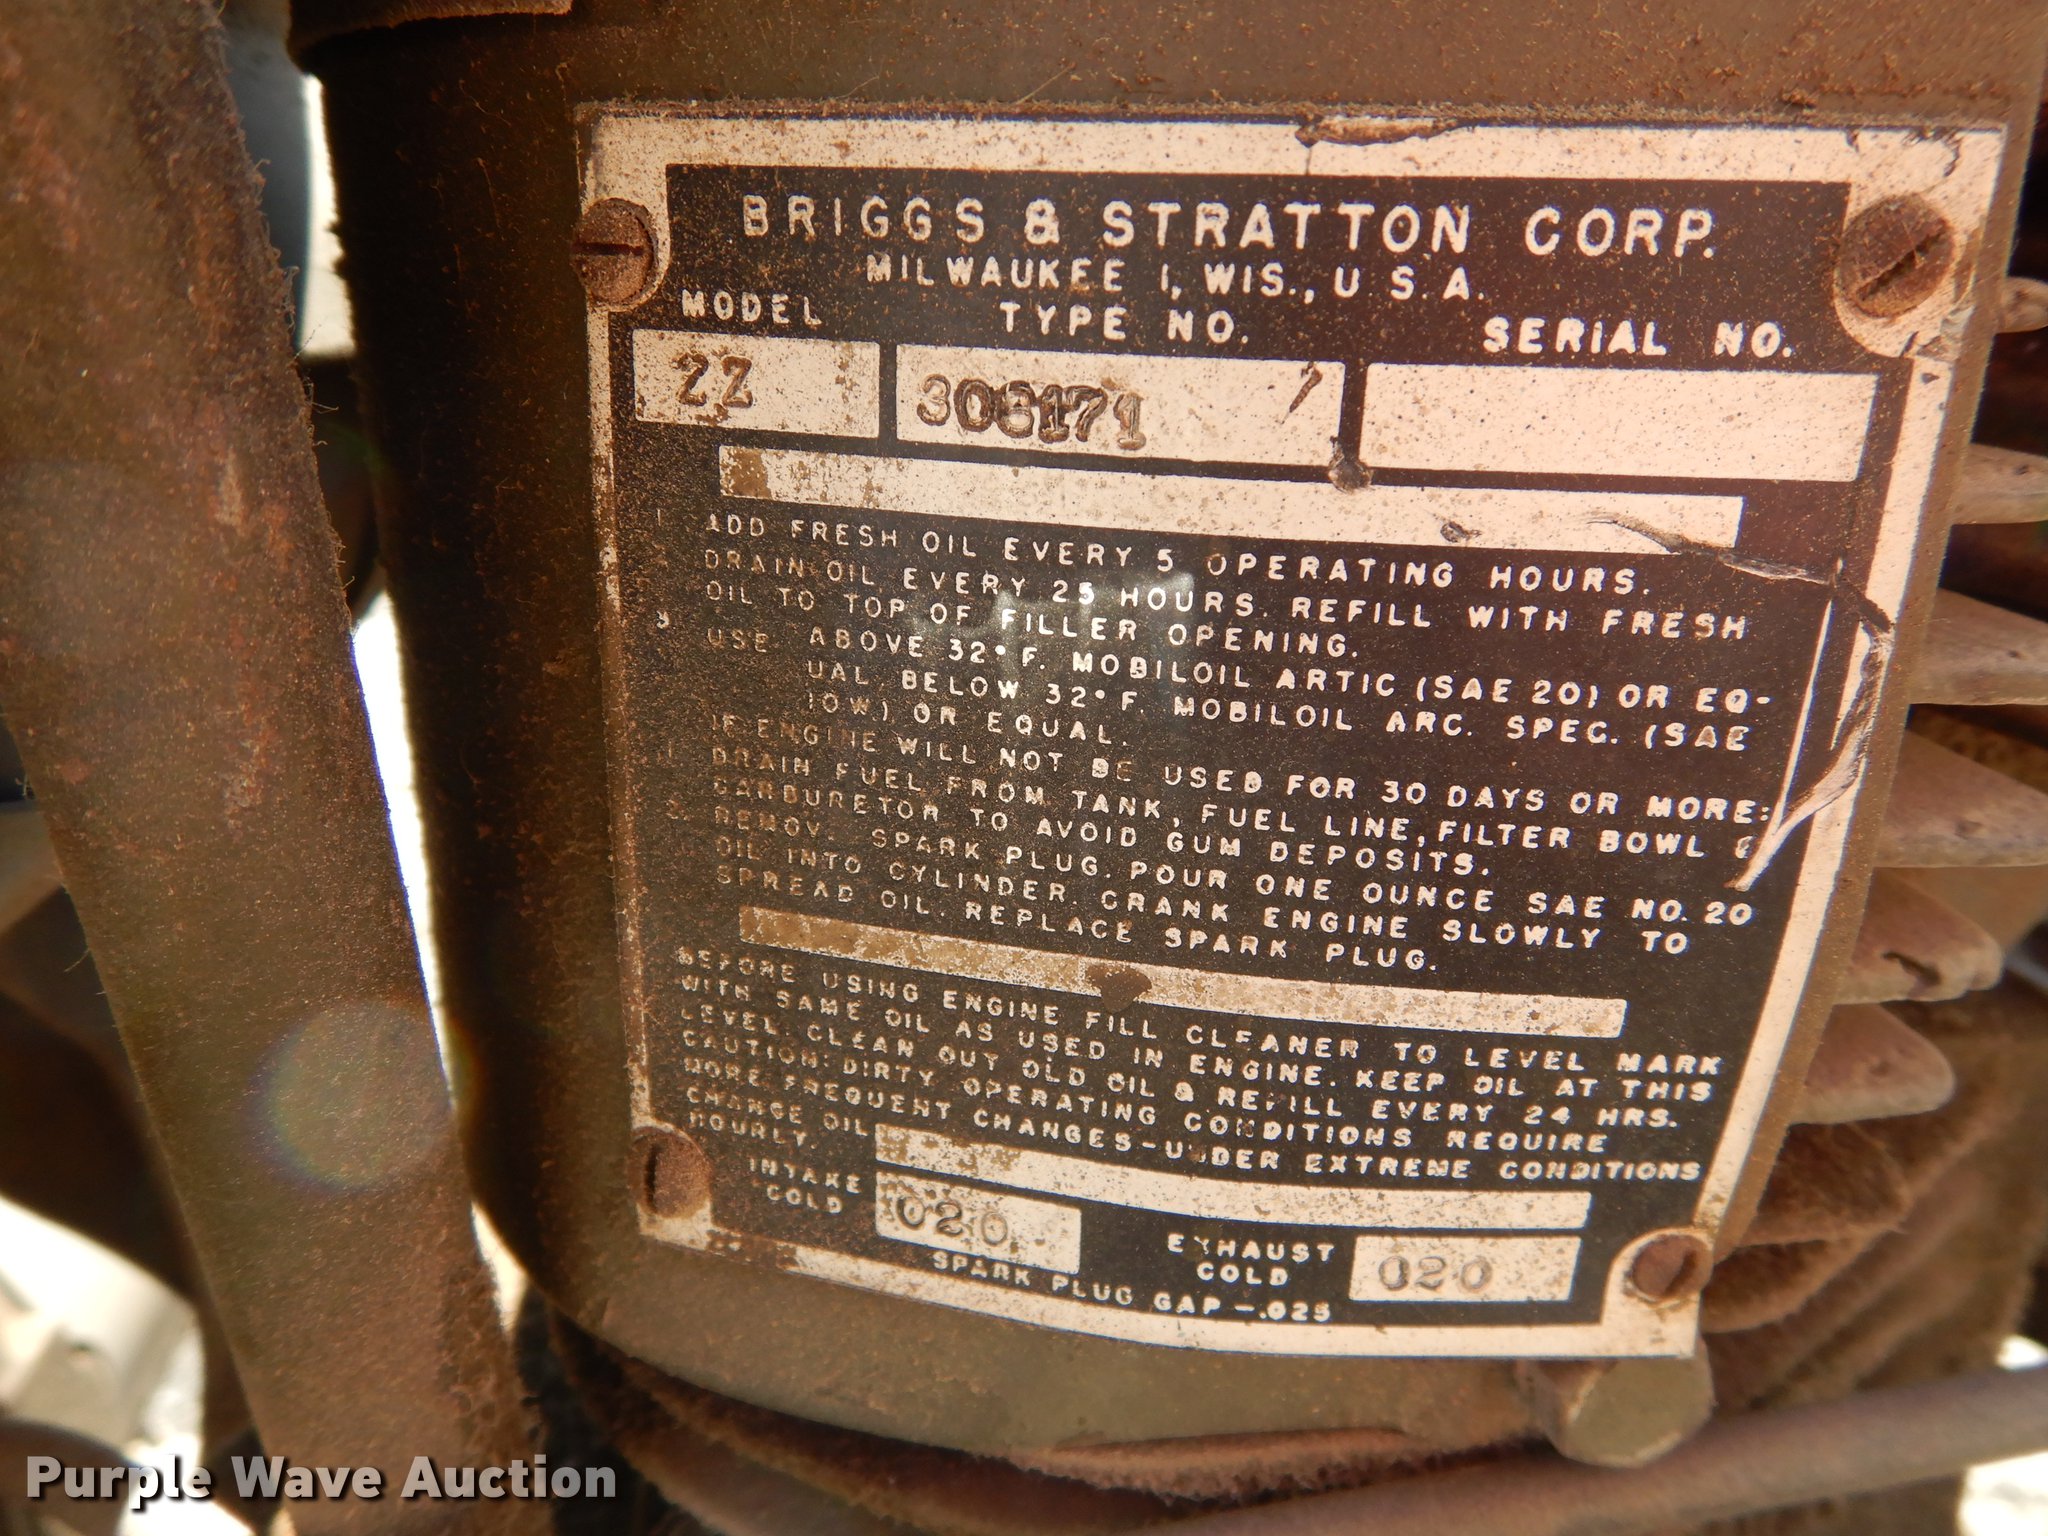 BRIGGS & STRATTON CORP.
MILWAUKEE 1, WIS., U.S.A.
MODEL TYPE NO. SERIAL NO.
ZZ 308171
1. ADD FRESH OIL EVERY 5 OPERATING HOURS.
DRAIN OIL EVERY 25 HOURS. REFILL WITH FRESH
OIL TO TOP OF FILLER OPENING.
3 USE ABOVE 32° F. MOBILOIL ARTIC (SAE 20) OR EQ-
UAL BELOW 32° F. MOBILOIL ARC. SPEC. (SAE
10W) OR EQUAL.
IF ENGINE WILL NOT BE USED FOR 30 DAYS OR MORE:
1. DRAIN FUEL FROM TANK, FUEL LINE, FILTER BOWL &
CARBURETOR TO AVOID GUM DEPOSITS.
2. REMOV. SPARK PLUG. POUR ONE OUNCE SAE NO. 20
OIL INTO CYLINDER. CRANK ENGINE SLOWLY TO
SPREAD OIL. REPLACE SPARK PLUG.
BEFORE USING ENGINE FILL CLEANER TO LEVEL MARK
WITH SAME OIL AS USED IN ENGINE. KEEP OIL AT THIS
LEVEL. CLEAN OUT OLD OIL & REFILL EVERY 24 HRS.
CAUTION: DIRTY OPERATING CONDITIONS REQUIRE
MORE FREQUENT CHANGES-UNDER EXTREME CONDITIONS
CHANGE OIL
HOURLY.
INTAKE COLD 020 EXHAUST COLD 020
SPARK PLUG GAP -.025
Purple Wave Auction